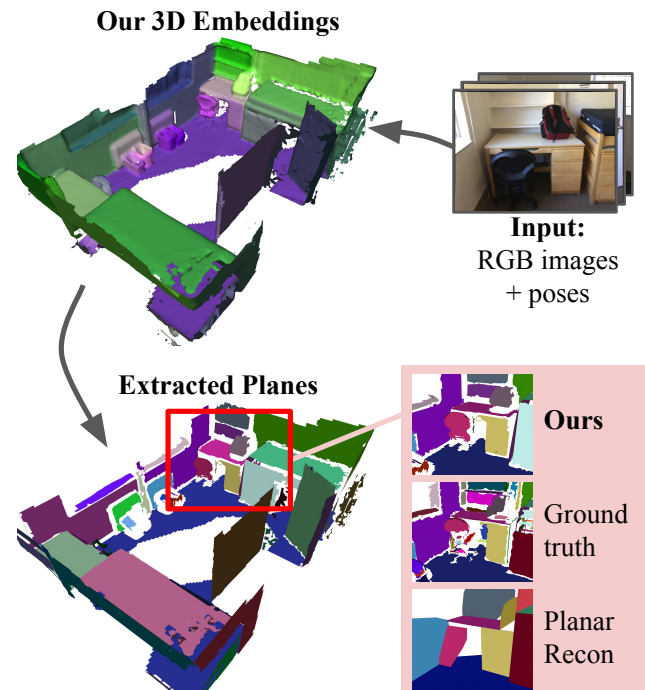 Our 3D Embeddings
Input:
RGB images
+ poses
Extracted Planes
Ours
Ground
truth
Planar
Recon